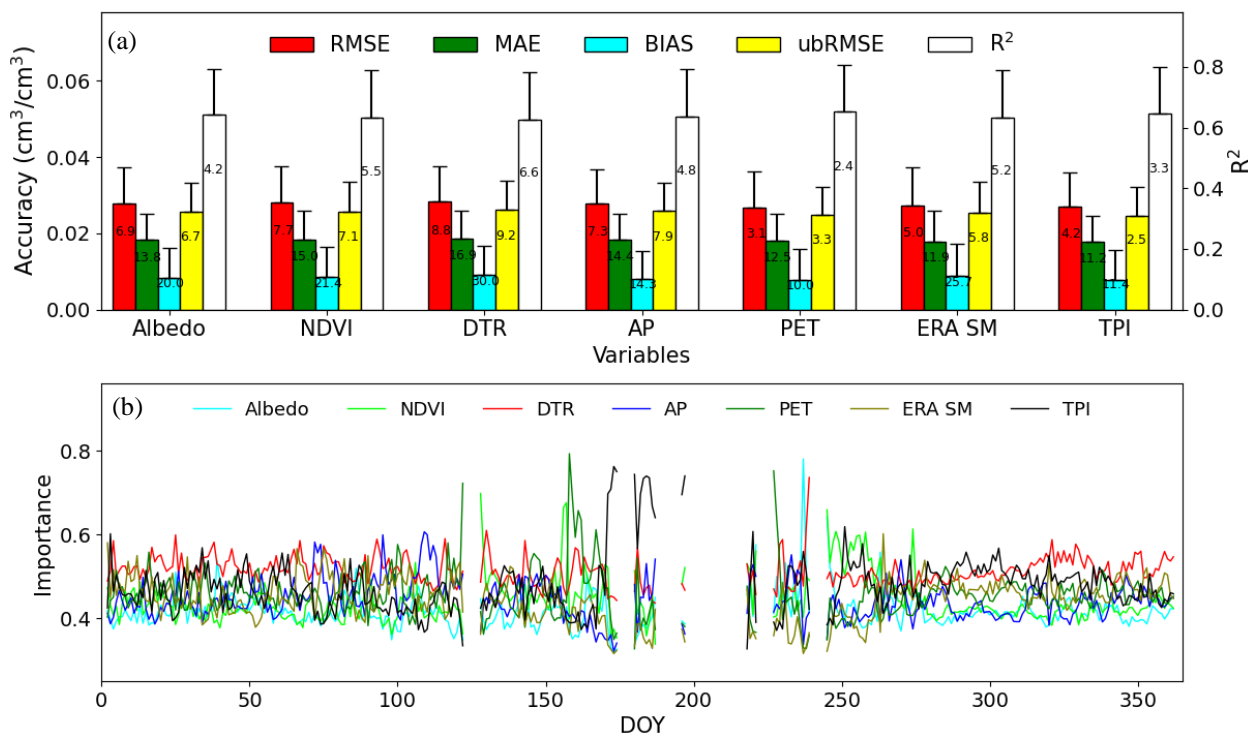 (a)
RMSE MAE BIAS ubRMSE R²
Accuracy (cm³/cm³)
0.06
0.04
0.02
0.00
0.8
0.6
0.4
0.2
0.0
R²
6.9 13.8 20.0 6.7 4.2
7.7 15.0 21.4 7.1 5.5
8.8 16.9 30.0 9.2 6.6
7.3 14.4 14.3 7.9 4.8
3.1 12.5 10.0 3.3 2.4
5.0 11.9 25.7 5.8 5.2
4.2 11.2 11.4 2.5 3.3
Albedo NDVI DTR AP PET ERA SM TPI
Variables
(b)
Albedo NDVI DTR AP PET ERA SM TPI
Importance
0.8
0.6
0.4
0 50 100 150 200 250 300 350
DOY